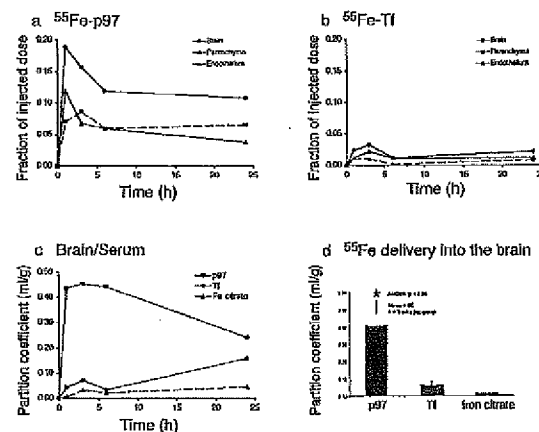 a ⁵⁵Fe-p97
Fraction of injected dose
0.20
0.15
0.10
0.05
0.00
Brain
Parenchyma
Endothelium
0 5 10 15 20 25
Time (h)
b ⁵⁵Fe-Tf
Fraction of injected dose
0.20
0.15
0.10
0.05
0.00
Brain
Parenchyma
Endothelium
0 5 10 15 20 25
Time (h)
c Brain/Serum
Partition coefficient (ml/g)
0.50
0.40
0.30
0.20
0.10
0.00
p97
Tf
Fe citrate
0 5 10 15 20 25
Time (h)
d ⁵⁵Fe delivery into the brain
Partition coefficient (ml/g)
*
p97 Tf Iron citrate